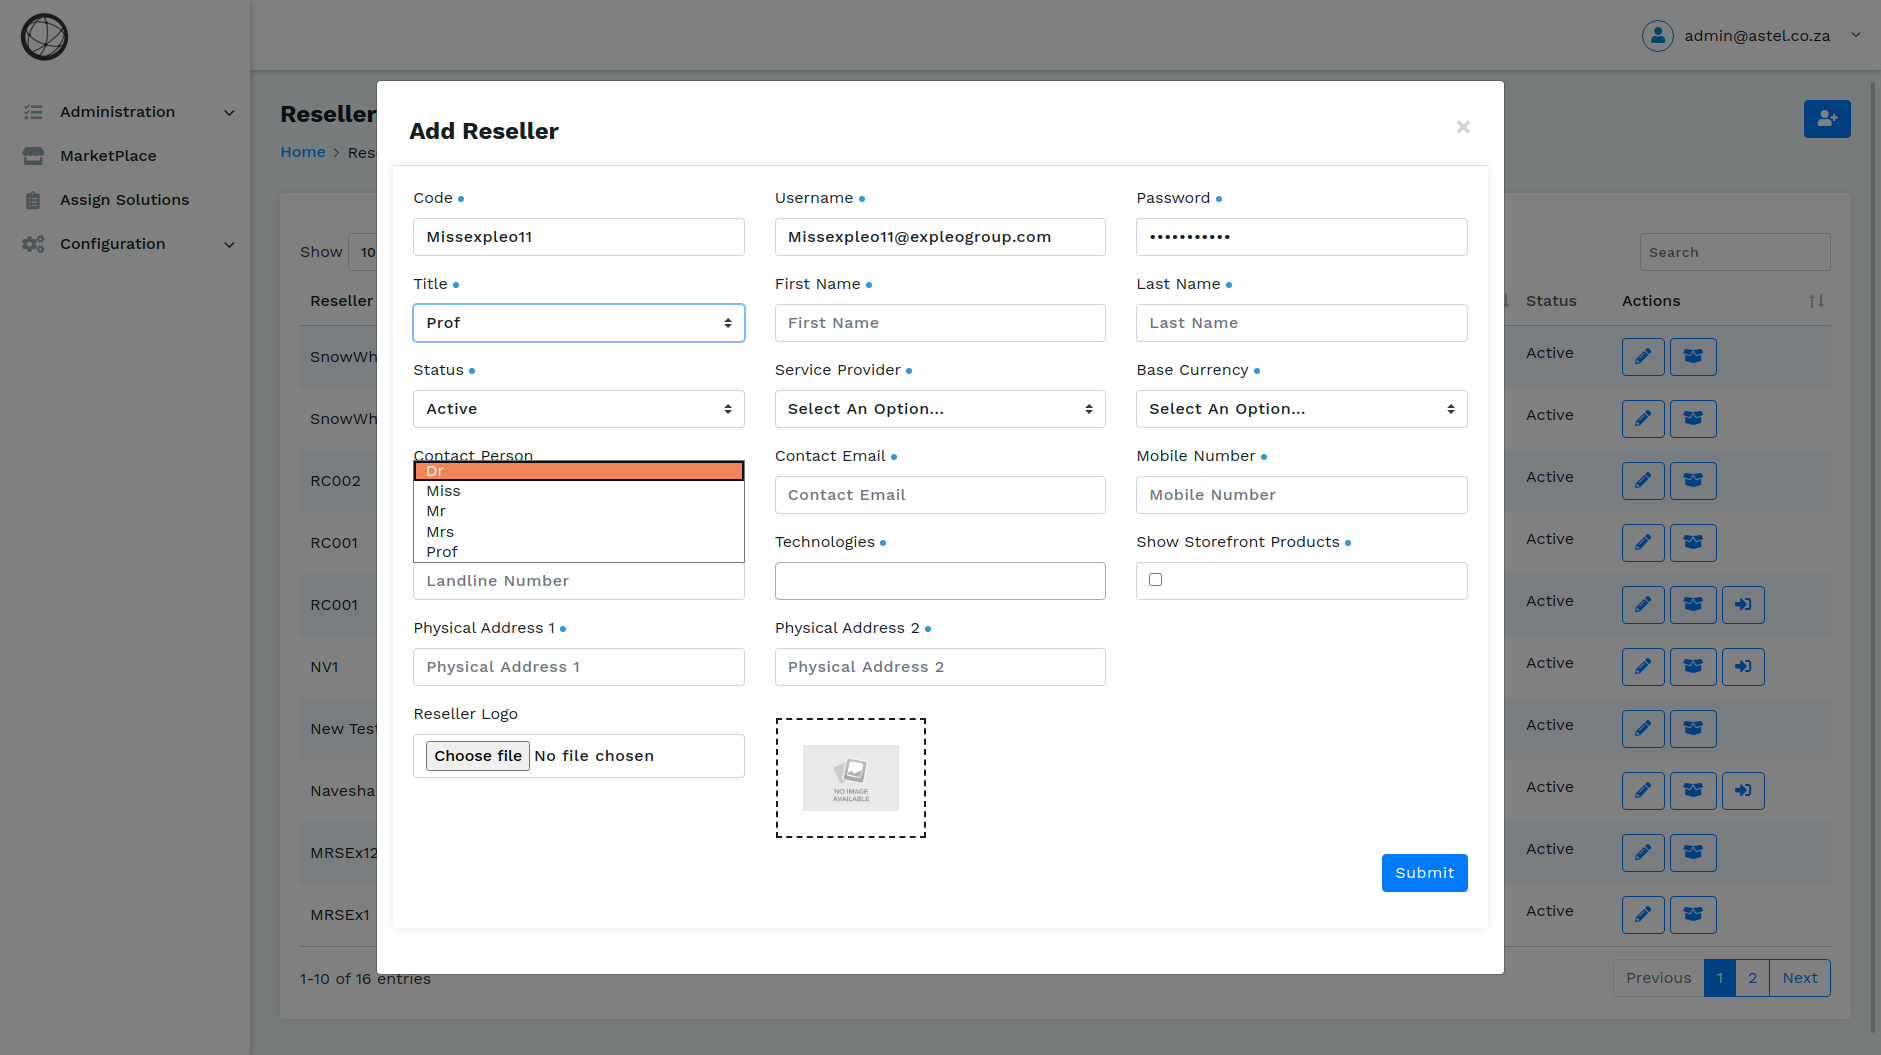 admin@astel.co.za
Administration
MarketPlace
Assign Solutions
Configuration
Reseller
Home > Res
Show 10
Search
Reseller
Status
Actions
SnowWh
Active
SnowWh
Active
RC002
Active
RC001
Active
RC001
Active
NV1
Active
New Test
Active
Navesha
Active
MRSEx12
Active
MRSEx1
Active
1-10 of 16 entries
Previous 1 2 Next
Add Reseller
×
Code
Username
Password
Missexpleo11
Missexpleo11@expleogroup.com
•••••••••••
Title
First Name
Last Name
Prof
First Name
Last Name
Status
Service Provider
Base Currency
Active
Select An Option...
Select An Option...
Contact Person
Contact Email
Mobile Number
Dr
Miss
Mr
Mrs
Prof
Contact Email
Mobile Number
Technologies
Show Storefront Products
Landline Number
Physical Address 1
Physical Address 2
Physical Address 1
Physical Address 2
Reseller Logo
Choose file No file chosen
NO IMAGE
AVAILABLE
Submit